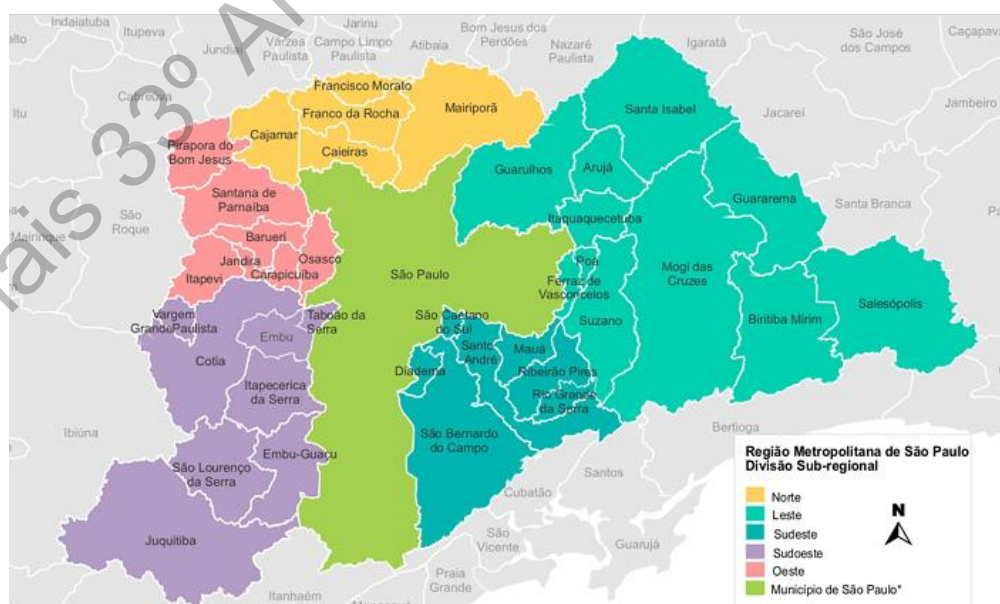 Indaiatuba
Itupeva
Jarinu
Bom Jesus dos
Perdões
Igaratá
São José
dos Campos
Caçapava
alto
Jundiaí
Várzea
Paulista
Campo Limpo
Paulista
Atibaia
Nazaré
Paulista
Itu
Cabreúva
Jacareí
Jambeiro
Francisco Morato
Franco da Rocha
Mairiporã
Cajamar
Caieiras
Santa Isabel
Pirapora do
Bom Jesus
Guarulhos
Arujá
Santana de
Parnaíba
Guararema
Santa Branca
São
Roque
Mairinque
Itaquaquecetuba
Barueri
Jandira
Osasco
Itapevi
Carapicuíba
São Paulo
Poá
Ferraz de
Vasconcelos
Mogi das
Cruzes
Salesópolis
Vargem
Grande Paulista
Taboão da
Serra
São Caetano
do Sul
Suzano
Biritiba Mirim
Embu
Santo
André
Mauá
Cotia
Diadema
Ribeirão Pires
Itapecerica
da Serra
Rio Grande
da Serra
Ibiúna
São Bernardo
do Campo
Bertioga
São Lourenço
da Serra
Embu-Guaçu
Santos
Cubatão
Juquitiba
São
Vicente
Guarujá
Praia
Grande
Itanhaém
Região Metropolitana de São Paulo
Divisão Sub-regional
Norte
Leste
Sudeste
Sudoeste
Oeste
Município de São Paulo*
N
ais 33º A